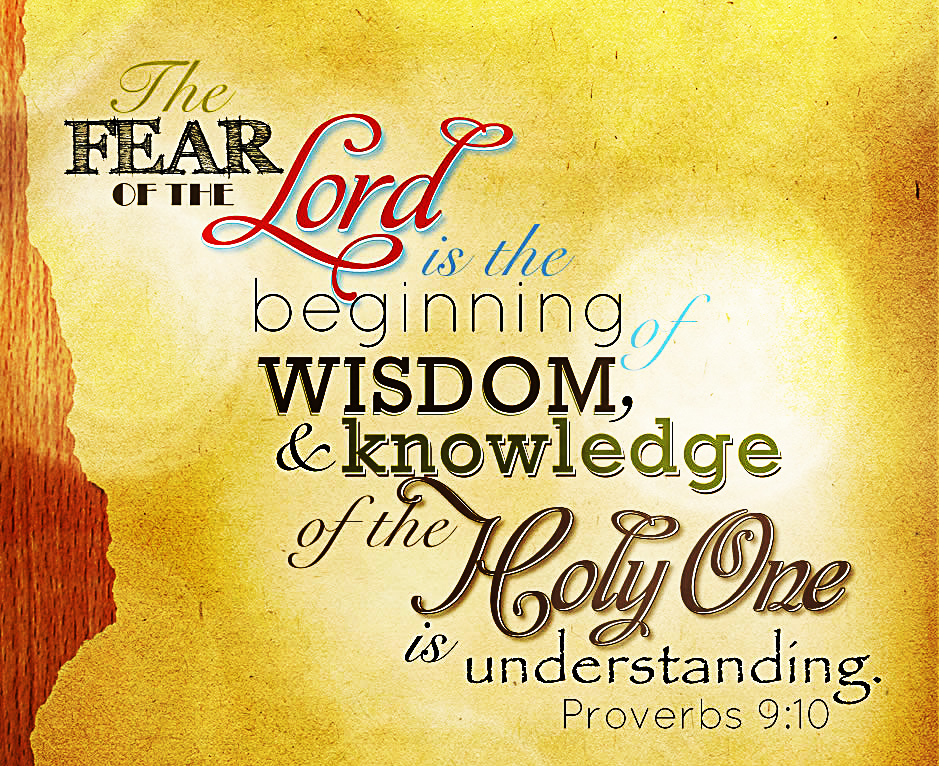 The
FEAR
OF THE
Lord
is the
beginning
of
WISDOM,
& knowledge
of the
Holy One
is
understanding.
Proverbs 9:10